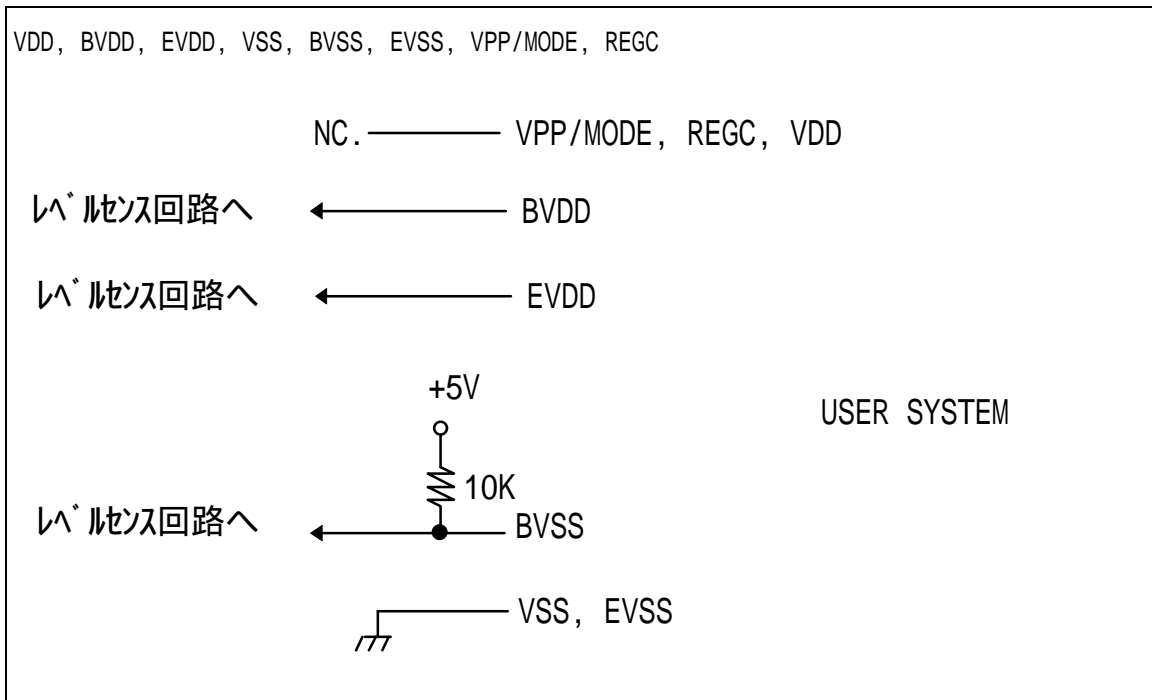 VDD, BVDD, EVDD, VSS, BVSS, EVSS, VPP/MODE, REGC
NC. VPP/MODE, REGC, VDD
ﾚﾍﾞﾙｾﾝｽ回路へ BVDD
ﾚﾍﾞﾙｾﾝｽ回路へ EVDD
+5V
USER SYSTEM
10K
ﾚﾍﾞﾙｾﾝｽ回路へ BVSS
VSS, EVSS